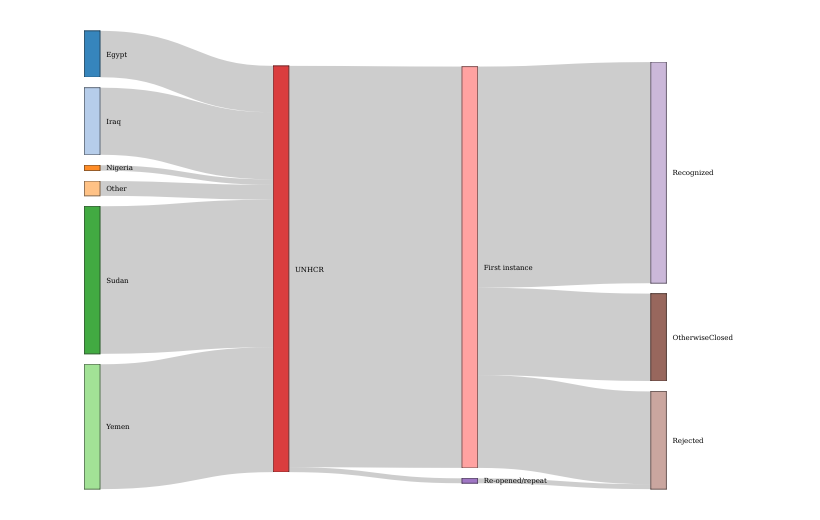 Egypt
Iraq
Nigeria
Other
Sudan
Yemen
UNHCR
First instance
Re-opened/repeat
Recognized
OtherwiseClosed
Rejected